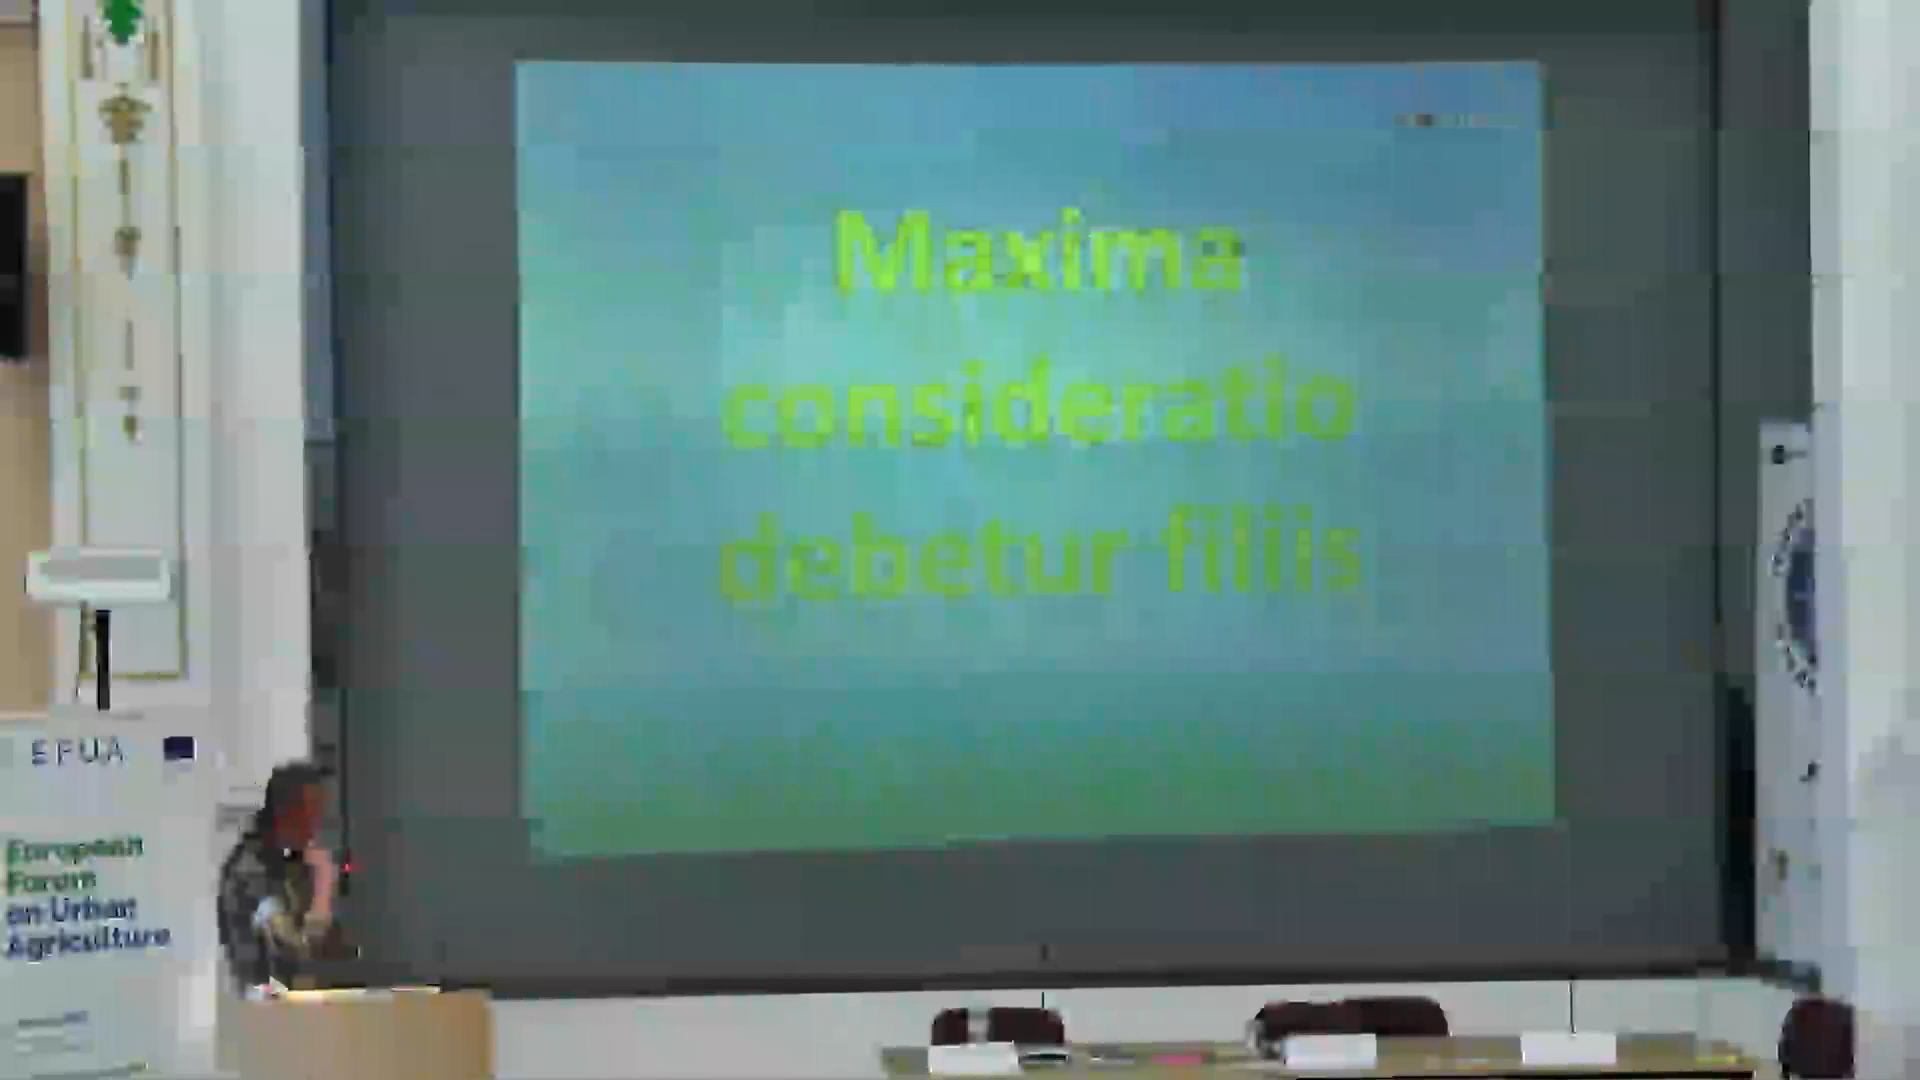 Maxima
consideratio
debetur filiis
EFUA
European
Forum
on Urban
Agriculture